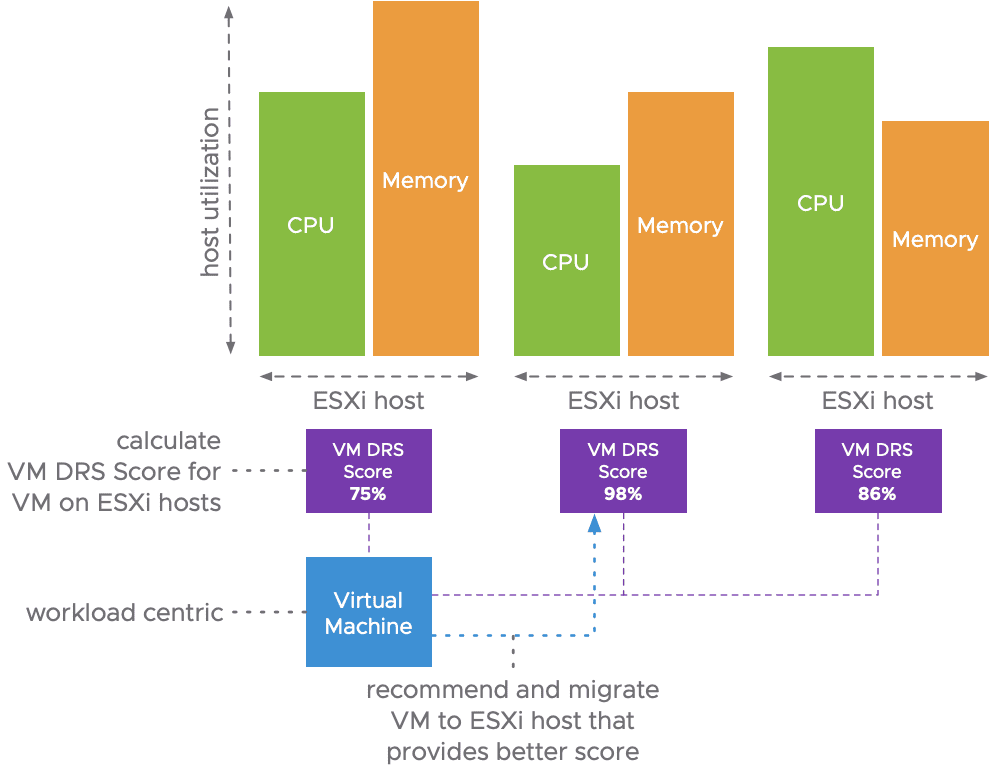 host utilization
CPU
Memory
CPU
Memory
CPU
Memory
ESXi host
ESXi host
ESXi host
calculate
VM DRS Score for
VM on ESXi hosts
VM DRS
Score
75%
VM DRS
Score
98%
VM DRS
Score
86%
workload centric
Virtual
Machine
recommend and migrate
VM to ESXi host that
provides better score